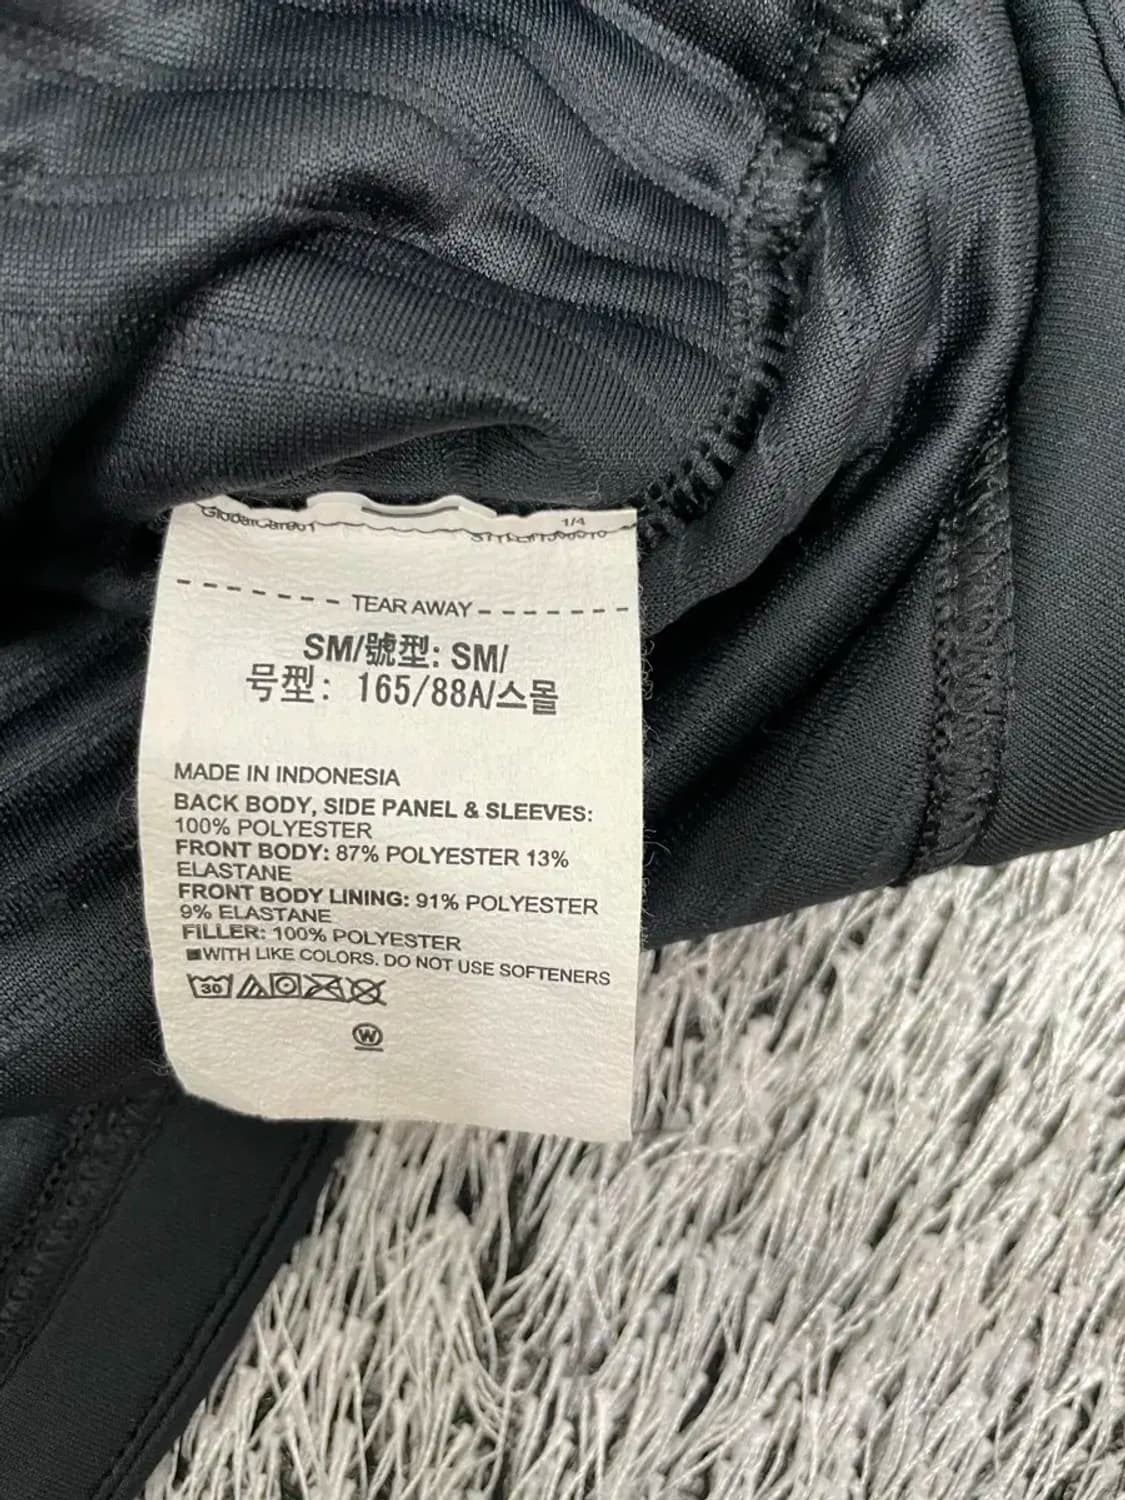 1/4
TEAR AWAY
SM/號型: SM/
号型: 165/88A/스몰
MADE IN INDONESIA
BACK BODY, SIDE PANEL & SLEEVES:
100% POLYESTER
FRONT BODY: 87% POLYESTER 13%
ELASTANE
FRONT BODY LINING: 91% POLYESTER
9% ELASTANE
FILLER: 100% POLYESTER
WITH LIKE COLORS. DO NOT USE SOFTENERS
30
W